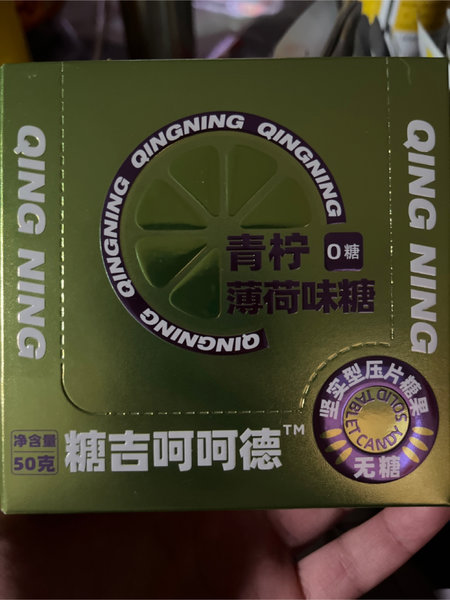 QINGNING QINGNING QINGNING QINGNING
QING NING
QING NING
青柠 0糖
薄荷味糖
坚实型压片糖果
SOLID TABLET CANDY
无糖
净含量
50克
糖吉呵呵德™